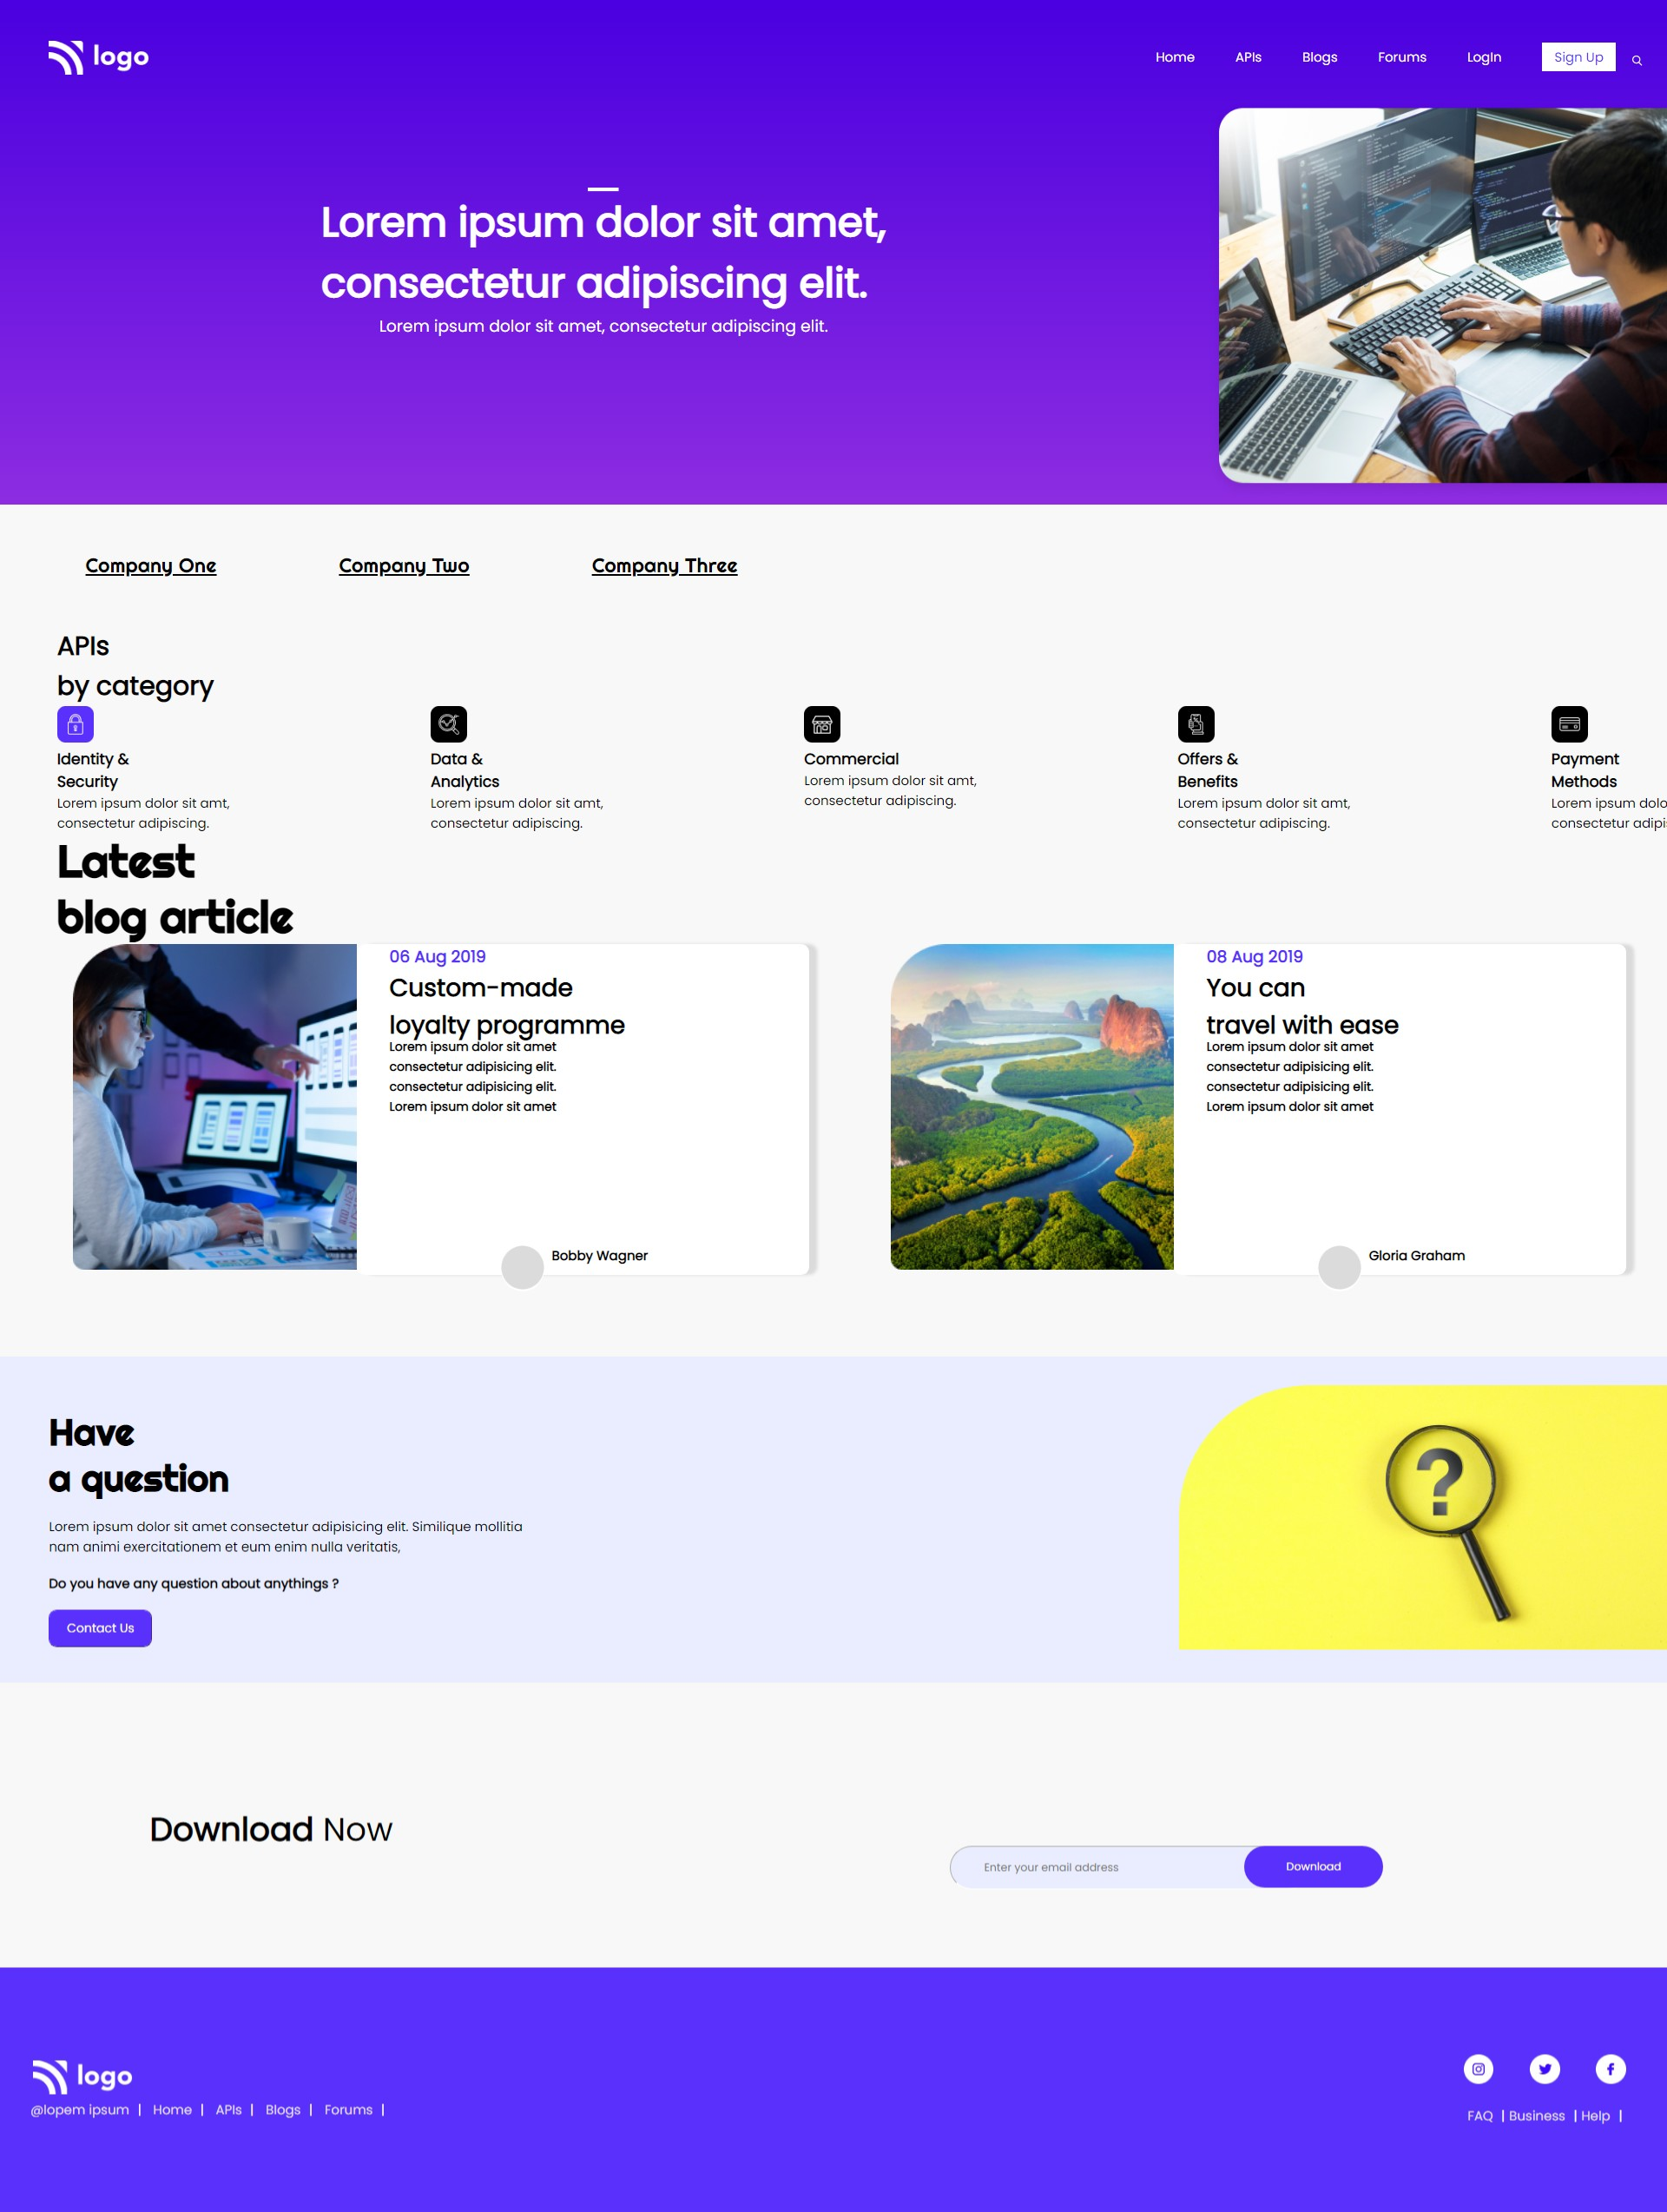 logo
Home APIs Blogs Forums LogIn Sign Up
Lorem ipsum dolor sit amet,
consectetur adipiscing elit.
Lorem ipsum dolor sit amet, consectetur adipiscing elit.
Company One Company Two Company Three
APIs
by category
Identity &
Security
Lorem ipsum dolor sit amt,
consectetur adipiscing.
Data &
Analytics
Lorem ipsum dolor sit amt,
consectetur adipiscing.
Commercial
Lorem ipsum dolor sit amt,
consectetur adipiscing.
Offers &
Benefits
Lorem ipsum dolor sit amt,
consectetur adipiscing.
Payment
Methods
Lorem ipsum dolo
consectetur adipi
Latest
blog article
06 Aug 2019
Custom-made
loyalty programme
Lorem ipsum dolor sit amet
consectetur adipisicing elit.
consectetur adipisicing elit.
Lorem ipsum dolor sit amet
Bobby Wagner
08 Aug 2019
You can
travel with ease
Lorem ipsum dolor sit amet
consectetur adipisicing elit.
consectetur adipisicing elit.
Lorem ipsum dolor sit amet
Gloria Graham
Have
a question
Lorem ipsum dolor sit amet consectetur adipisicing elit. Similique mollitia
nam animi exercitationem et eum enim nulla veritatis,
Do you have any question about anythings ?
Contact Us
?
Download Now
Enter your email address
Download
logo
@lopem ipsum | Home | APIs | Blogs | Forums |
FAQ | Business | Help |